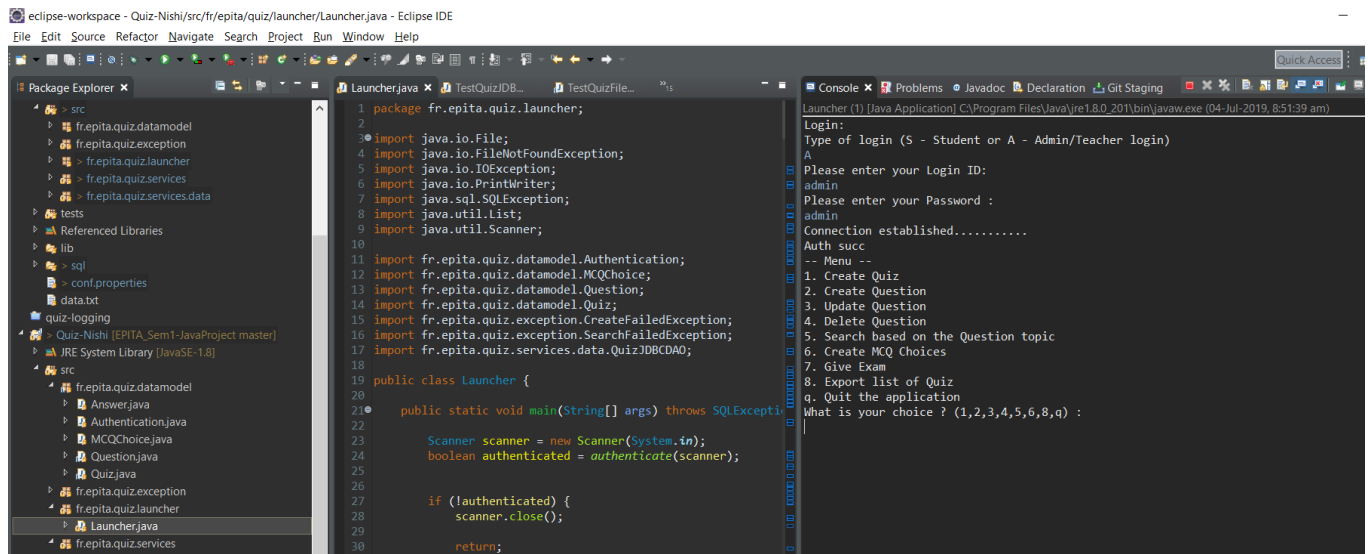 eclipse-workspace - Quiz-Nishi/src/fr/epita/quiz/launcher/Launcher.java - Eclipse IDE
File Edit Source Refactor Navigate Search Project Run Window Help
Quick Access
Package Explorer
> src
fr.epita.quiz.datamodel
fr.epita.quiz.exception
> fr.epita.quiz.launcher
> fr.epita.quiz.services
> fr.epita.quiz.services.data
tests
Referenced Libraries
lib
> sql
> conf.properties
data.txt
quiz-logging
> Quiz-Nishi [EPITA_Sem1-JavaProject master]
JRE System Library [JavaSE-1.8]
src
fr.epita.quiz.datamodel
Answer.java
Authentication.java
MCQChoice.java
Question.java
Quiz.java
fr.epita.quiz.exception
fr.epita.quiz.launcher
Launcher.java
fr.epita.quiz.services
Launcher.java TestQuizJDB... TestQuizFile... »15
1 package fr.epita.quiz.launcher;
2
3 import java.io.File;
4 import java.io.FileNotFoundException;
5 import java.io.IOException;
6 import java.io.PrintWriter;
7 import java.sql.SQLException;
8 import java.util.List;
9 import java.util.Scanner;
10
11 import fr.epita.quiz.datamodel.Authentication;
12 import fr.epita.quiz.datamodel.MCQChoice;
13 import fr.epita.quiz.datamodel.Question;
14 import fr.epita.quiz.datamodel.Quiz;
15 import fr.epita.quiz.exception.CreateFailedException;
16 import fr.epita.quiz.exception.SearchFailedException;
17 import fr.epita.quiz.services.data.QuizJDBCDAO;
18
19 public class Launcher {
20
21 public static void main(String[] args) throws SQLExcepti
22
23 Scanner scanner = new Scanner(System.in);
24 boolean authenticated = authenticate(scanner);
25
26
27 if (!authenticated) {
28 scanner.close();
29
30 return;
Console Problems Javadoc Declaration Git Staging
Launcher (1) [Java Application] C:\Program Files\Java\jre1.8.0_201\bin\javaw.exe (04-Jul-2019, 8:51:39 am)
Login:
Type of login (S - Student or A - Admin/Teacher login)
A
Please enter your Login ID:
admin
Please enter your Password :
admin
Connection established...........
Auth succ
-- Menu --
1. Create Quiz
2. Create Question
3. Update Question
4. Delete Question
5. Search based on the Question topic
6. Create MCQ Choices
7. Give Exam
8. Export list of Quiz
q. Quit the application
What is your choice ? (1,2,3,4,5,6,8,q) :